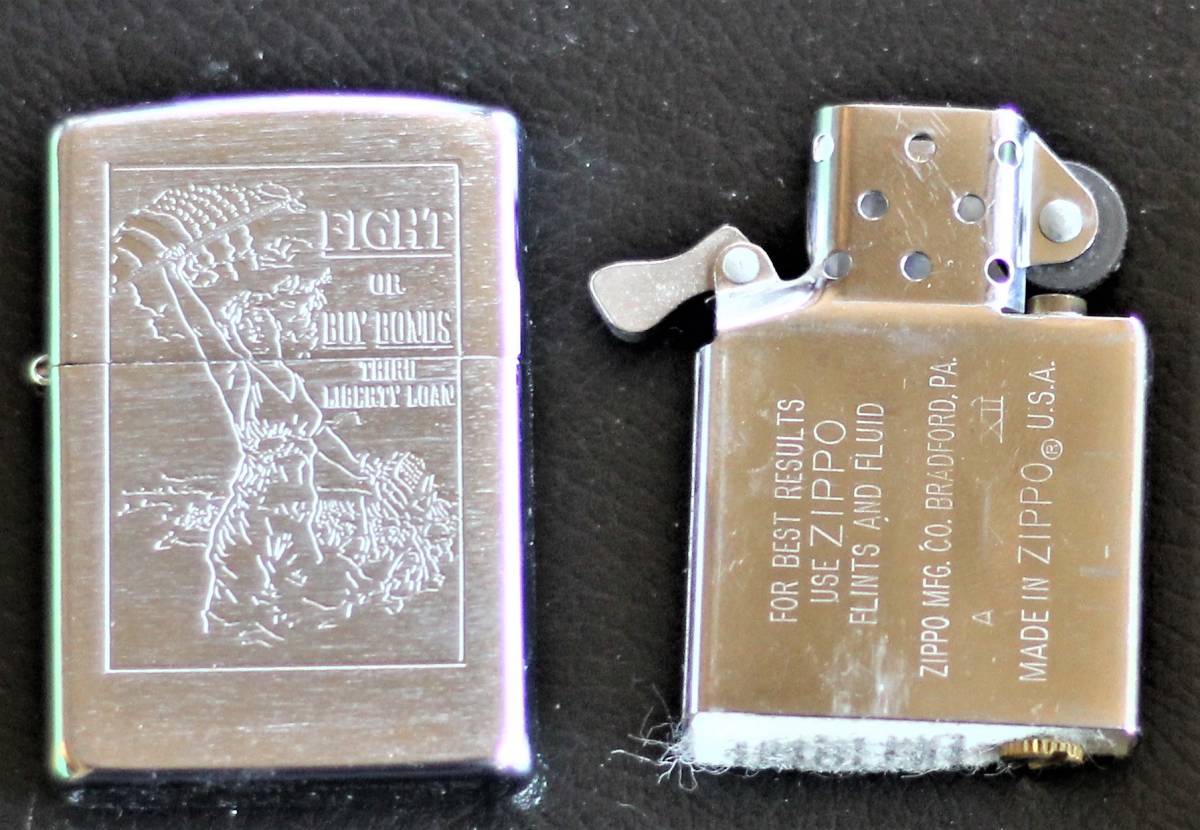 FIGHT
OR
BUY BONDS
THIRD
LIBERTY LOAN
FOR BEST RESULTS
USE ZIPPO
FLINTS AND FLUID
ZIPPO MFG. CO. BRADFORD, PA.
A XII
MADE IN ZIPPO® U.S.A.